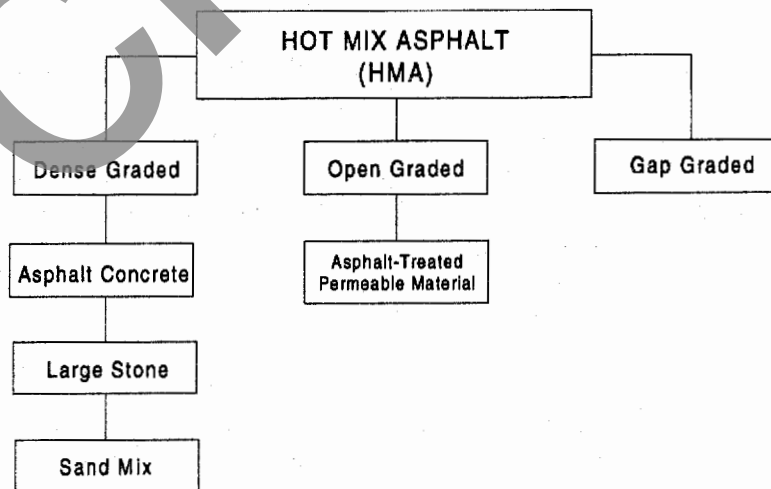 HOT MIX ASPHALT
(HMA)
Dense Graded
Open Graded
Gap Graded
Asphalt Concrete
Asphalt-Treated
Permeable Material
Large Stone
Sand Mix